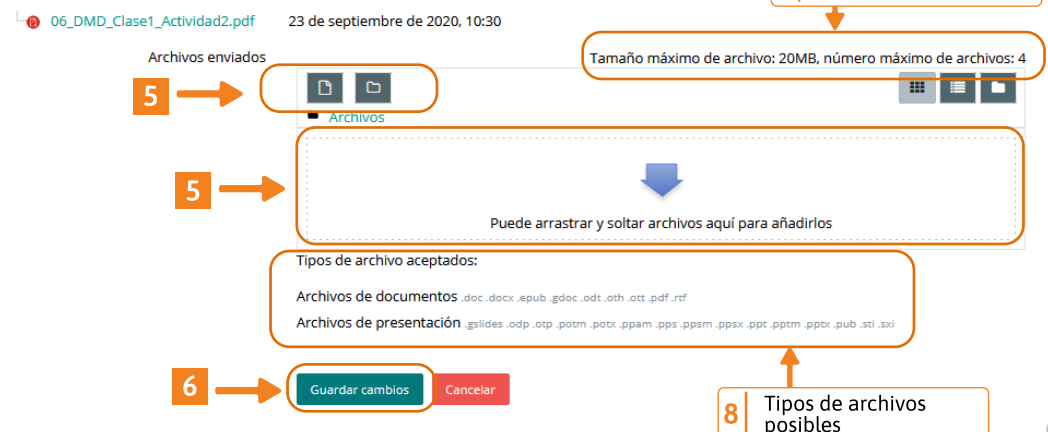 06_DMD_Clase1_Actividad2.pdf 23 de septiembre de 2020, 10:30
Archivos enviados
Tamaño máximo de archivo: 20MB, número máximo de archivos: 4
5
Archivos
5
Puede arrastrar y soltar archivos aquí para añadirlos
Tipos de archivo aceptados:
Archivos de documentos .doc .docx .epub .gdoc .odt .oth .ott .pdf .rtf
Archivos de presentación .gslides .odp .otp .potm .potx .ppam .pps .ppsm .ppsx .ppt .pptm .pptx .pub .sti .sxi
6
Guardar cambios Cancelar
8 Tipos de archivos
posibles